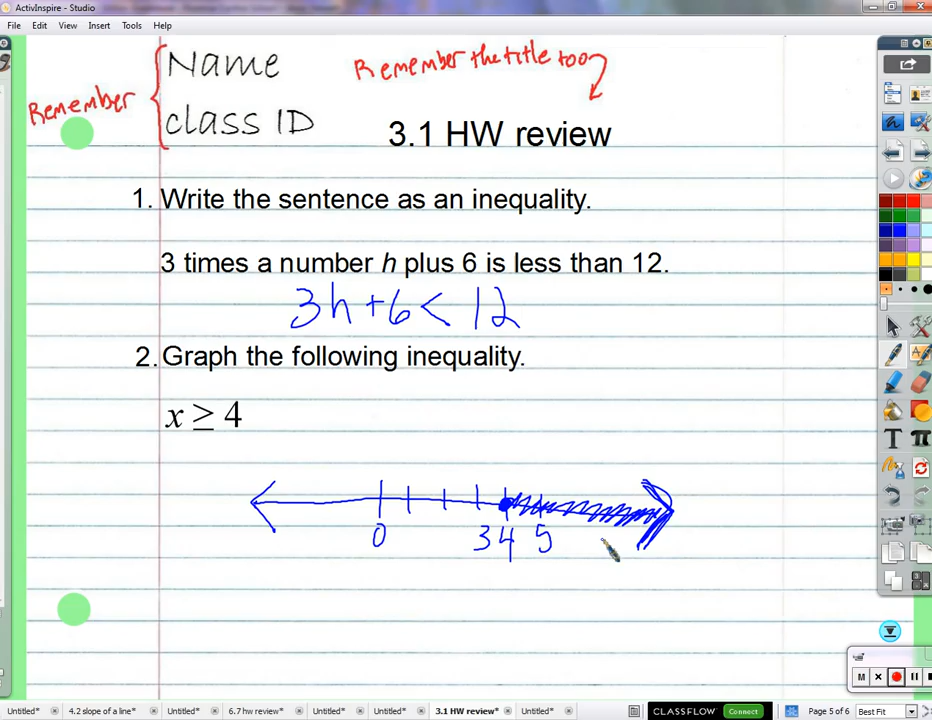 ActivInspire - Studio
File Edit View Insert Tools Help
Name
Remember the title too
Remember
class ID
3.1 HW review
1. Write the sentence as an inequality.
3 times a number h plus 6 is less than 12.
3h + 6 < 12
2. Graph the following inequality.
x ≥ 4
0 3 4 5
M
Untitled* 4.2 slope of a line* Untitled* 6.7 hw review* Untitled* Untitled* 3.1 HW review* Untitled* CLASSFLOW Connect Page 5 of 6 Best Fit